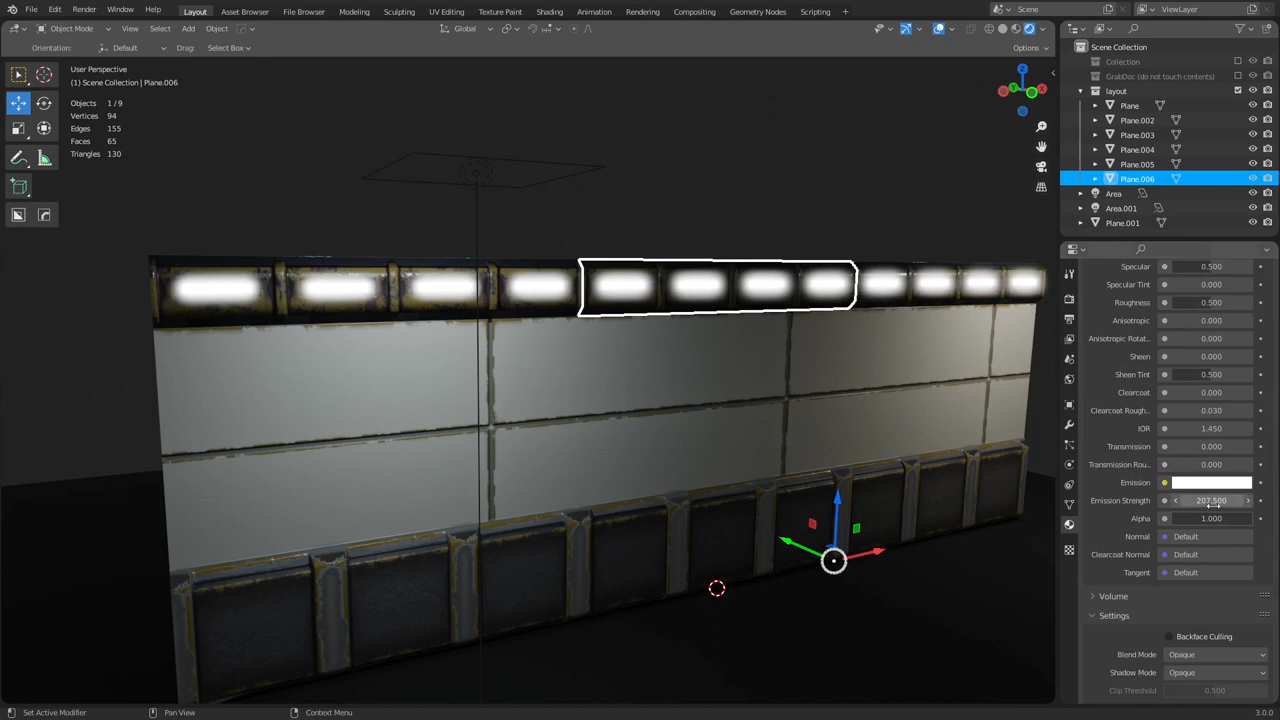 File Edit Render Window Help Layout Asset Browser File Browser Modeling Sculpting UV Editing Texture Paint Shading Animation Rendering Compositing Geometry Nodes Scripting + Scene ViewLayer
Object Mode View Select Add Object Global
Orientation: Default Drag: Select Box Options
User Perspective
(1) Scene Collection | Plane.006
Objects 1 / 9
Vertices 94
Edges 155
Faces 65
Triangles 130
Z
Y
X
Scene Collection
Collection
GrabDoc (do not touch contents)
layout
Plane
Plane.002
Plane.003
Plane.004
Plane.005
Plane.006
Area
Area.001
Plane.001
Specular 0.500
Specular Tint 0.000
Roughness 0.500
Anisotropic 0.000
Anisotropic Rotat.. 0.000
Sheen 0.000
Sheen Tint 0.500
Clearcoat 0.000
Clearcoat Rough.. 0.030
IOR 1.450
Transmission 0.000
Transmission Rou.. 0.000
Emission
Emission Strength 207.500
Alpha 1.000
Normal Default
Clearcoat Normal Default
Tangent Default
Volume
Settings
Backface Culling
Blend Mode Opaque
Shadow Mode Opaque
Clip Threshold 0.500
Set Active Modifier Pan View Context Menu 3.0.0